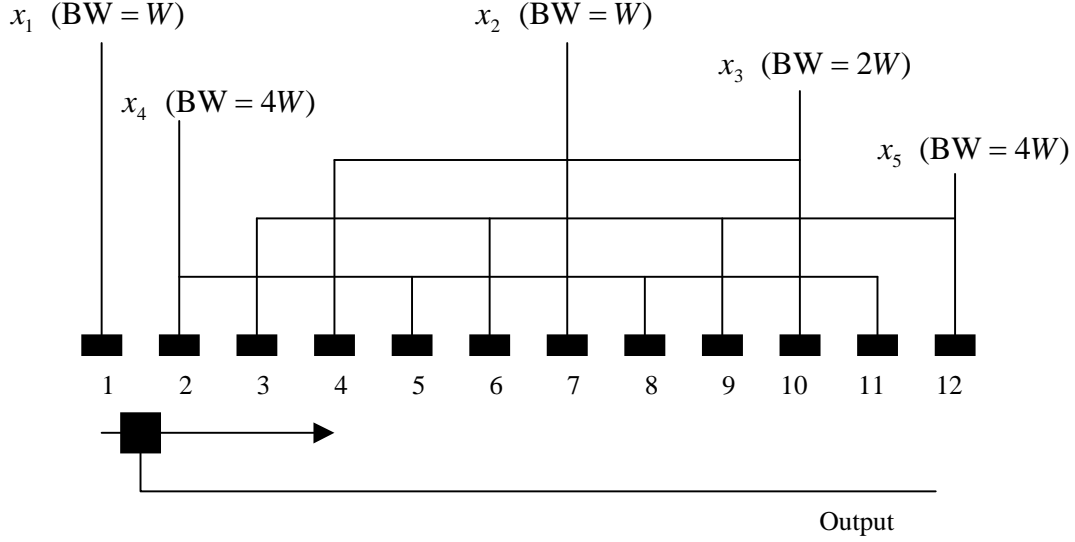 x₁ (BW = W)
x₂ (BW = W)
x₃ (BW = 2W)
x₄ (BW = 4W)
x₅ (BW = 4W)
1 2 3 4 5 6 7 8 9 10 11 12
Output